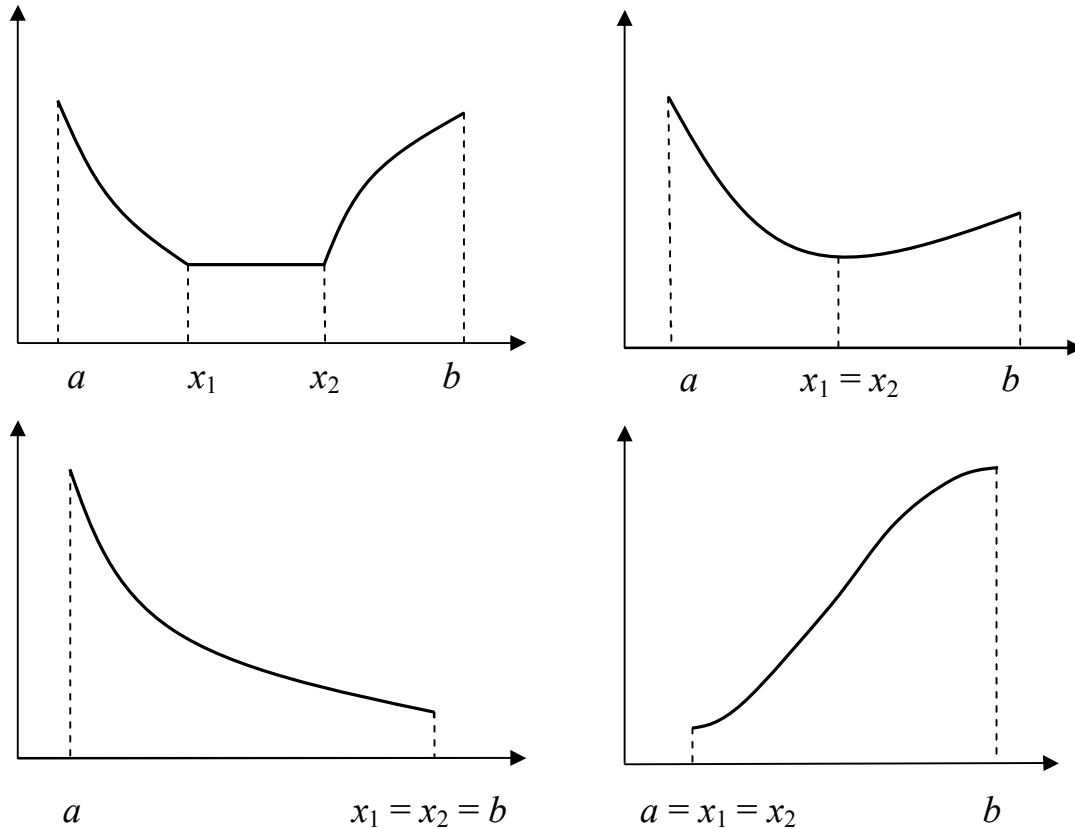 a x₁ x₂ b
a x₁ = x₂ b
a x₁ = x₂ = b
a = x₁ = x₂ b